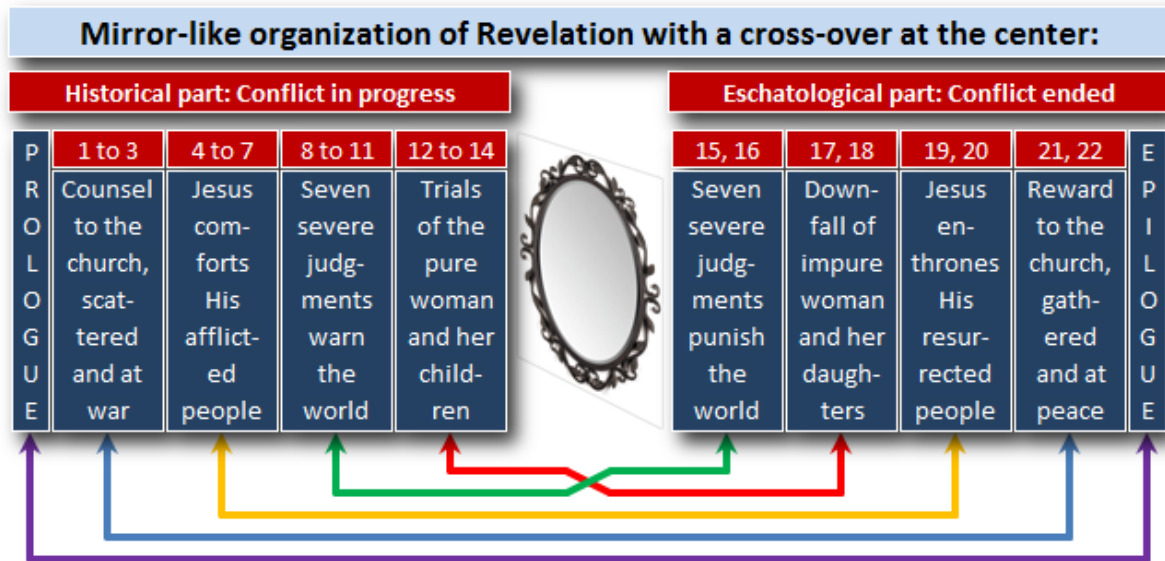 Mirror-like organization of Revelation with a cross-over at the center:
Historical part: Conflict in progress
Eschatological part: Conflict ended
PROLOGUE
1 to 3
Counsel
to the
church,
scat-
tered
and at
war
4 to 7
Jesus
com-
forts
His
afflict-
ed
people
8 to 11
Seven
severe
judg-
ments
warn
the
world
12 to 14
Trials
of the
pure
woman
and her
child-
ren
15, 16
Seven
severe
judg-
ments
punish
the
world
17, 18
Down-
fall of
impure
woman
and her
daugh-
ters
19, 20
Jesus
en-
thrones
His
resur-
rected
people
21, 22
Reward
to the
church,
gath-
ered
and at
peace
EPILOGUE